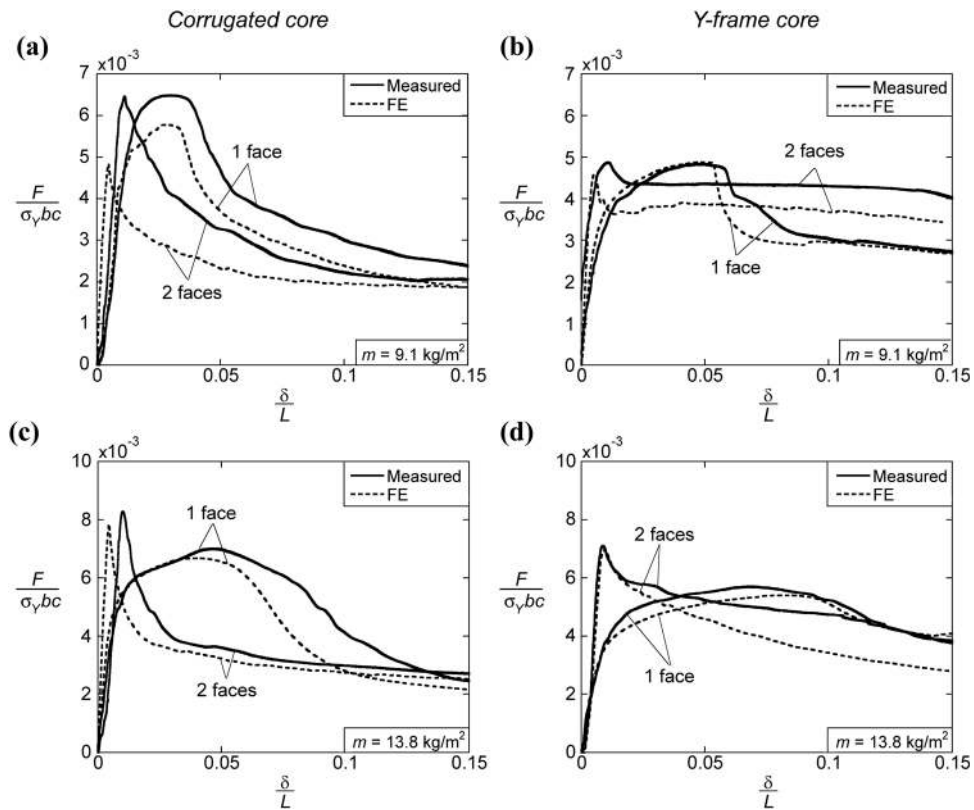 Corrugated core
Y-frame core
(a)
×10⁻³
7
6
5
4
3
2
1
0
F
σYbc
Measured
FE
1 face
2 faces
m = 9.1 kg/m²
0
0.05
0.1
0.15
δ
L
(b)
×10⁻³
7
6
5
4
3
2
1
0
F
σYbc
Measured
FE
2 faces
1 face
m = 9.1 kg/m²
0
0.05
0.1
0.15
δ
L
(c)
×10⁻³
10
8
6
4
2
0
F
σYbc
Measured
FE
1 face
2 faces
m = 13.8 kg/m²
0
0.05
0.1
0.15
δ
L
(d)
×10⁻³
10
8
6
4
2
0
F
σYbc
Measured
FE
2 faces
1 face
m = 13.8 kg/m²
0
0.05
0.1
0.15
δ
L